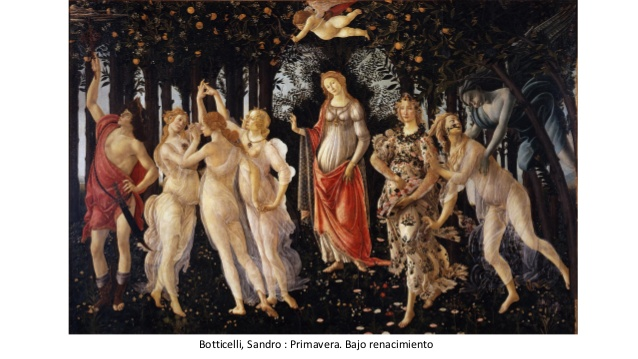 Botticelli, Sandro : Primavera. Bajo renacimiento